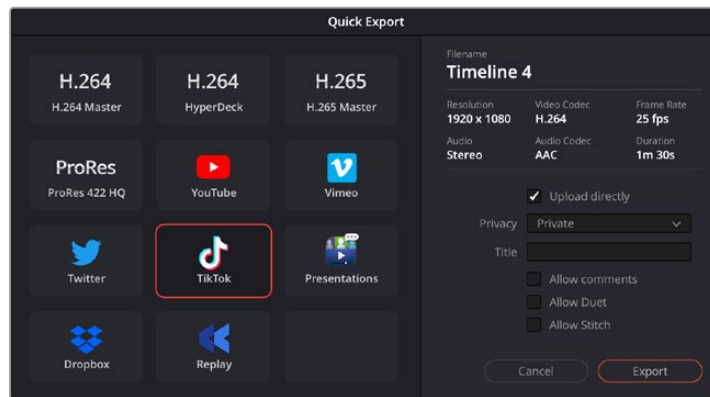 Quick Export
H.264
H.264 Master
H.264
HyperDeck
H.265
H.265 Master
ProRes
ProRes 422 HQ
YouTube
Vimeo
Twitter
TikTok
Presentations
Dropbox
Replay
Filename
Timeline 4
Resolution Video Codec Frame Rate
1920 x 1080 H.264 25 fps
Audio Audio Codec Duration
Stereo AAC 1m 30s
Upload directly
Privacy Private
Title
Allow comments
Allow Duet
Allow Stitch
Cancel Export